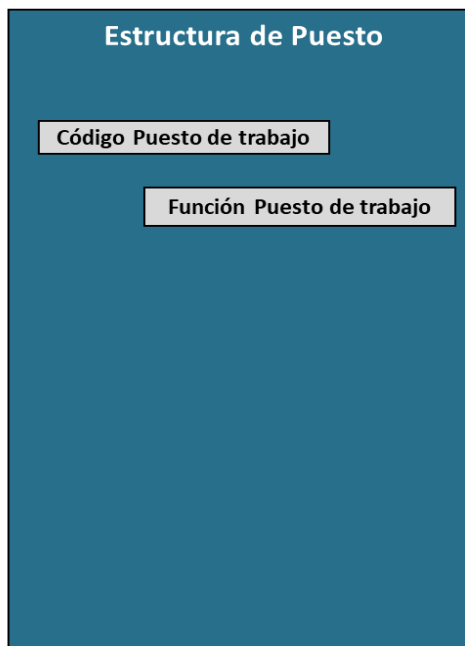 Estructura de Puesto
Código Puesto de trabajo
Función Puesto de trabajo